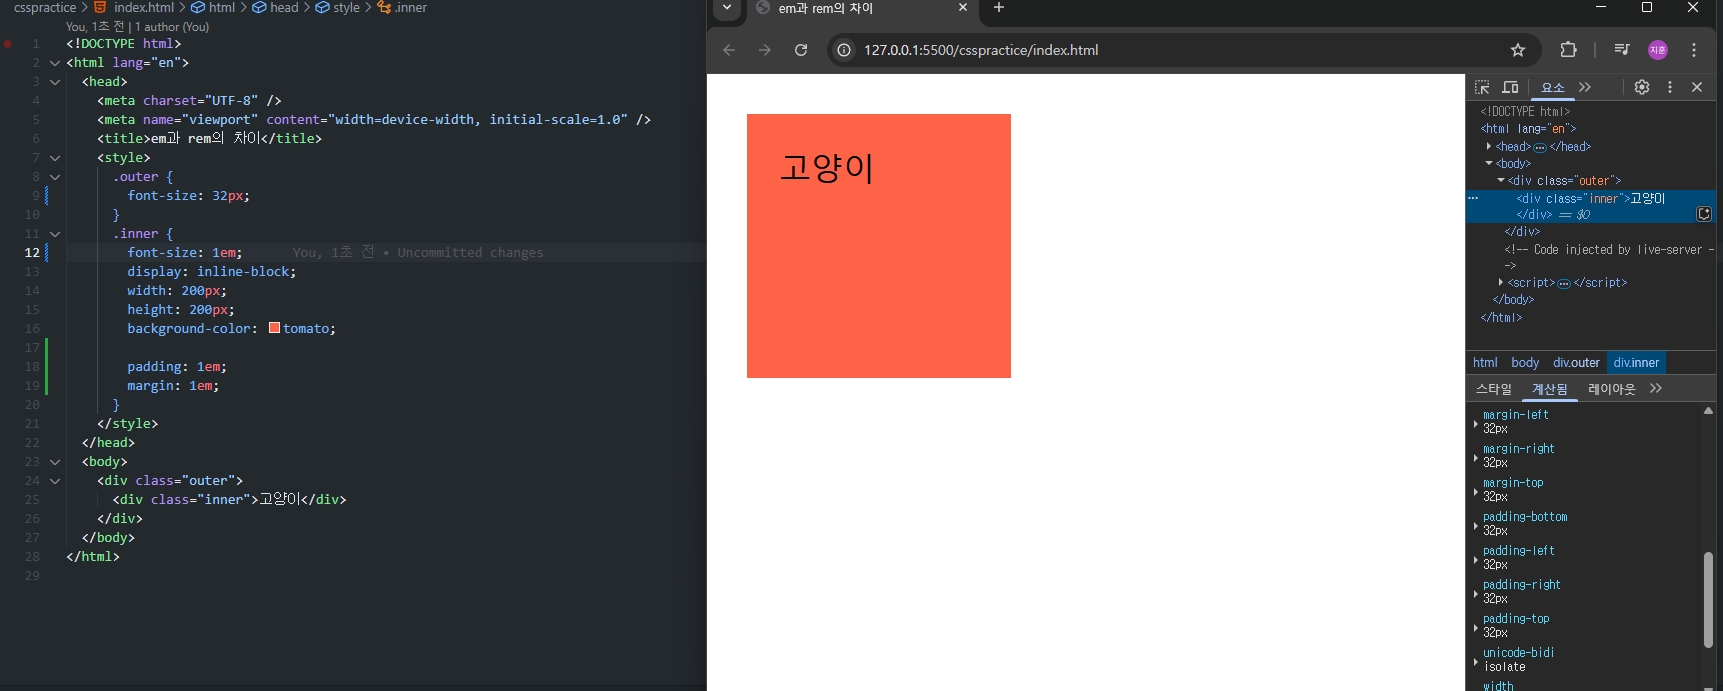 csspractice > index.html > html > head > style > .inner
You, 1초 전 | 1 author (You)
1 <!DOCTYPE html>
2 <html lang="en">
3 <head>
4 <meta charset="UTF-8" />
5 <meta name="viewport" content="width=device-width, initial-scale=1.0" />
6 <title>em과 rem의 차이</title>
7 <style>
8 .outer {
9 font-size: 32px;
10 }
11 .inner {
12 font-size: 1em; You, 1초 전 • Uncommitted changes
13 display: inline-block;
14 width: 200px;
15 height: 200px;
16 background-color: tomato;
17
18 padding: 1em;
19 margin: 1em;
20 }
21 </style>
22 </head>
23 <body>
24 <div class="outer">
25 <div class="inner">고양이</div>
26 </div>
27 </body>
28 </html>
29
em과 rem의 차이
127.0.0.1:5500/csspractice/index.html
지훈
고양이
요소
<!DOCTYPE html>
<html lang="en">
<head> … </head>
<body>
<div class="outer">
… <div class="inner">고양이
</div> == $0
</div>
<!-- Code injected by live-server -
->
<script> … </script>
</body>
</html>
html body div.outer div.inner
스타일 계산됨 레이아웃
margin-left
32px
margin-right
32px
margin-top
32px
padding-bottom
32px
padding-left
32px
padding-right
32px
padding-top
32px
unicode-bidi
isolate
width